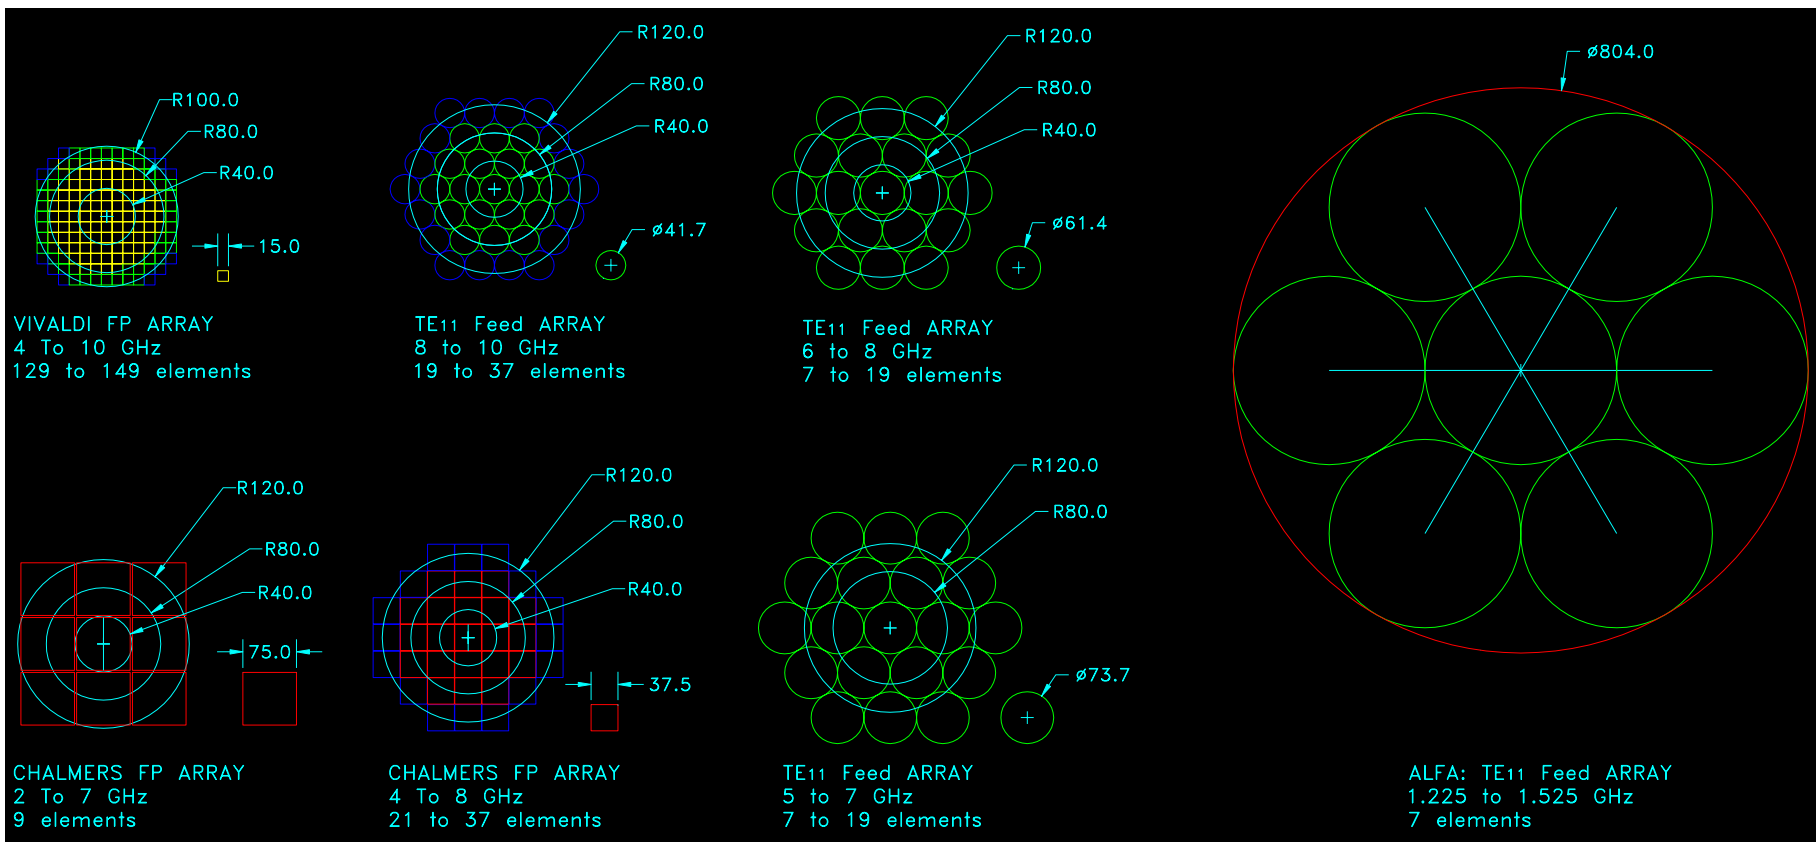 R100.0
R80.0
R40.0
15.0
VIVALDI FP ARRAY
4 To 10 GHz
129 to 149 elements
R120.0
R80.0
R40.0
ø41.7
TE11 Feed ARRAY
8 to 10 GHz
19 to 37 elements
R120.0
R80.0
R40.0
ø61.4
TE11 Feed ARRAY
6 to 8 GHz
7 to 19 elements
ø804.0
R120.0
R80.0
R40.0
75.0
CHALMERS FP ARRAY
2 To 7 GHz
9 elements
R120.0
R80.0
R40.0
37.5
CHALMERS FP ARRAY
4 To 8 GHz
21 to 37 elements
R120.0
R80.0
ø73.7
TE11 Feed ARRAY
5 to 7 GHz
7 to 19 elements
ALFA: TE11 Feed ARRAY
1.225 to 1.525 GHz
7 elements